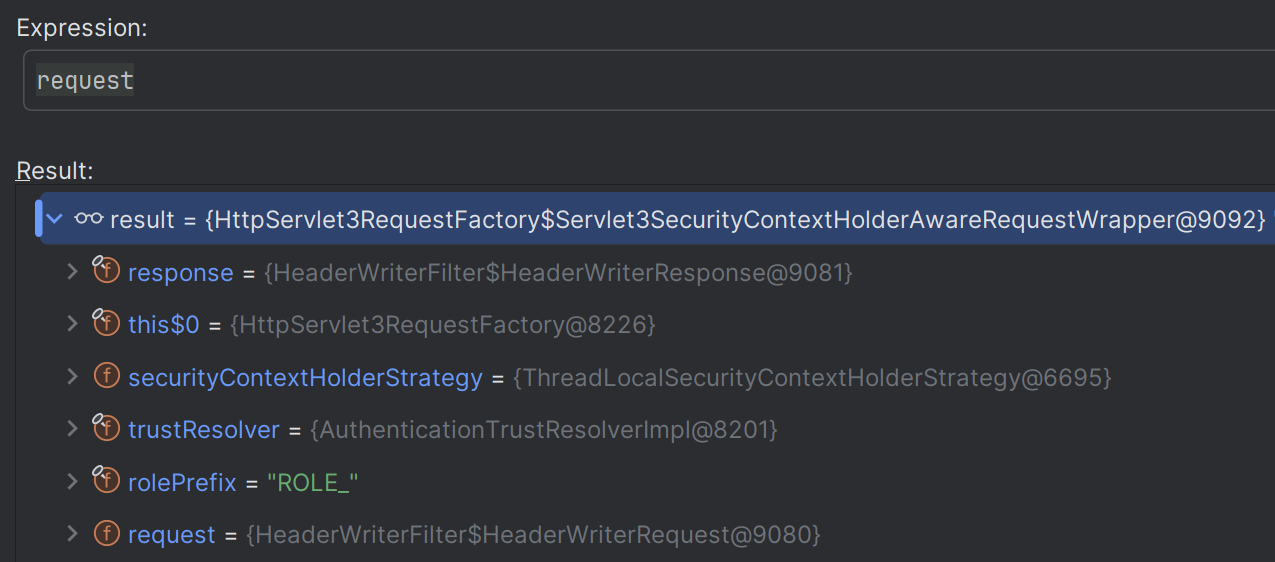 Expression:
request
Result:
result = {HttpServlet3RequestFactory$Servlet3SecurityContextHolderAwareRequestWrapper@9092}
response = {HeaderWriterFilter$HeaderWriterResponse@9081}
this$0 = {HttpServlet3RequestFactory@8226}
securityContextHolderStrategy = {ThreadLocalSecurityContextHolderStrategy@6695}
trustResolver = {AuthenticationTrustResolverImpl@8201}
rolePrefix = "ROLE_"
request = {HeaderWriterFilter$HeaderWriterRequest@9080}